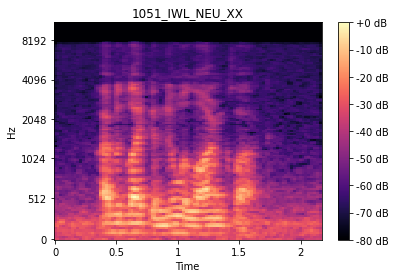 1051_IWL_NEU_XX
+0 dB
8192
-10 dB
4096
-20 dB
-30 dB
2048
Hz
-40 dB
1024
-50 dB
-60 dB
512
-70 dB
0
-80 dB
0
0.5
1
1.5
2
Time